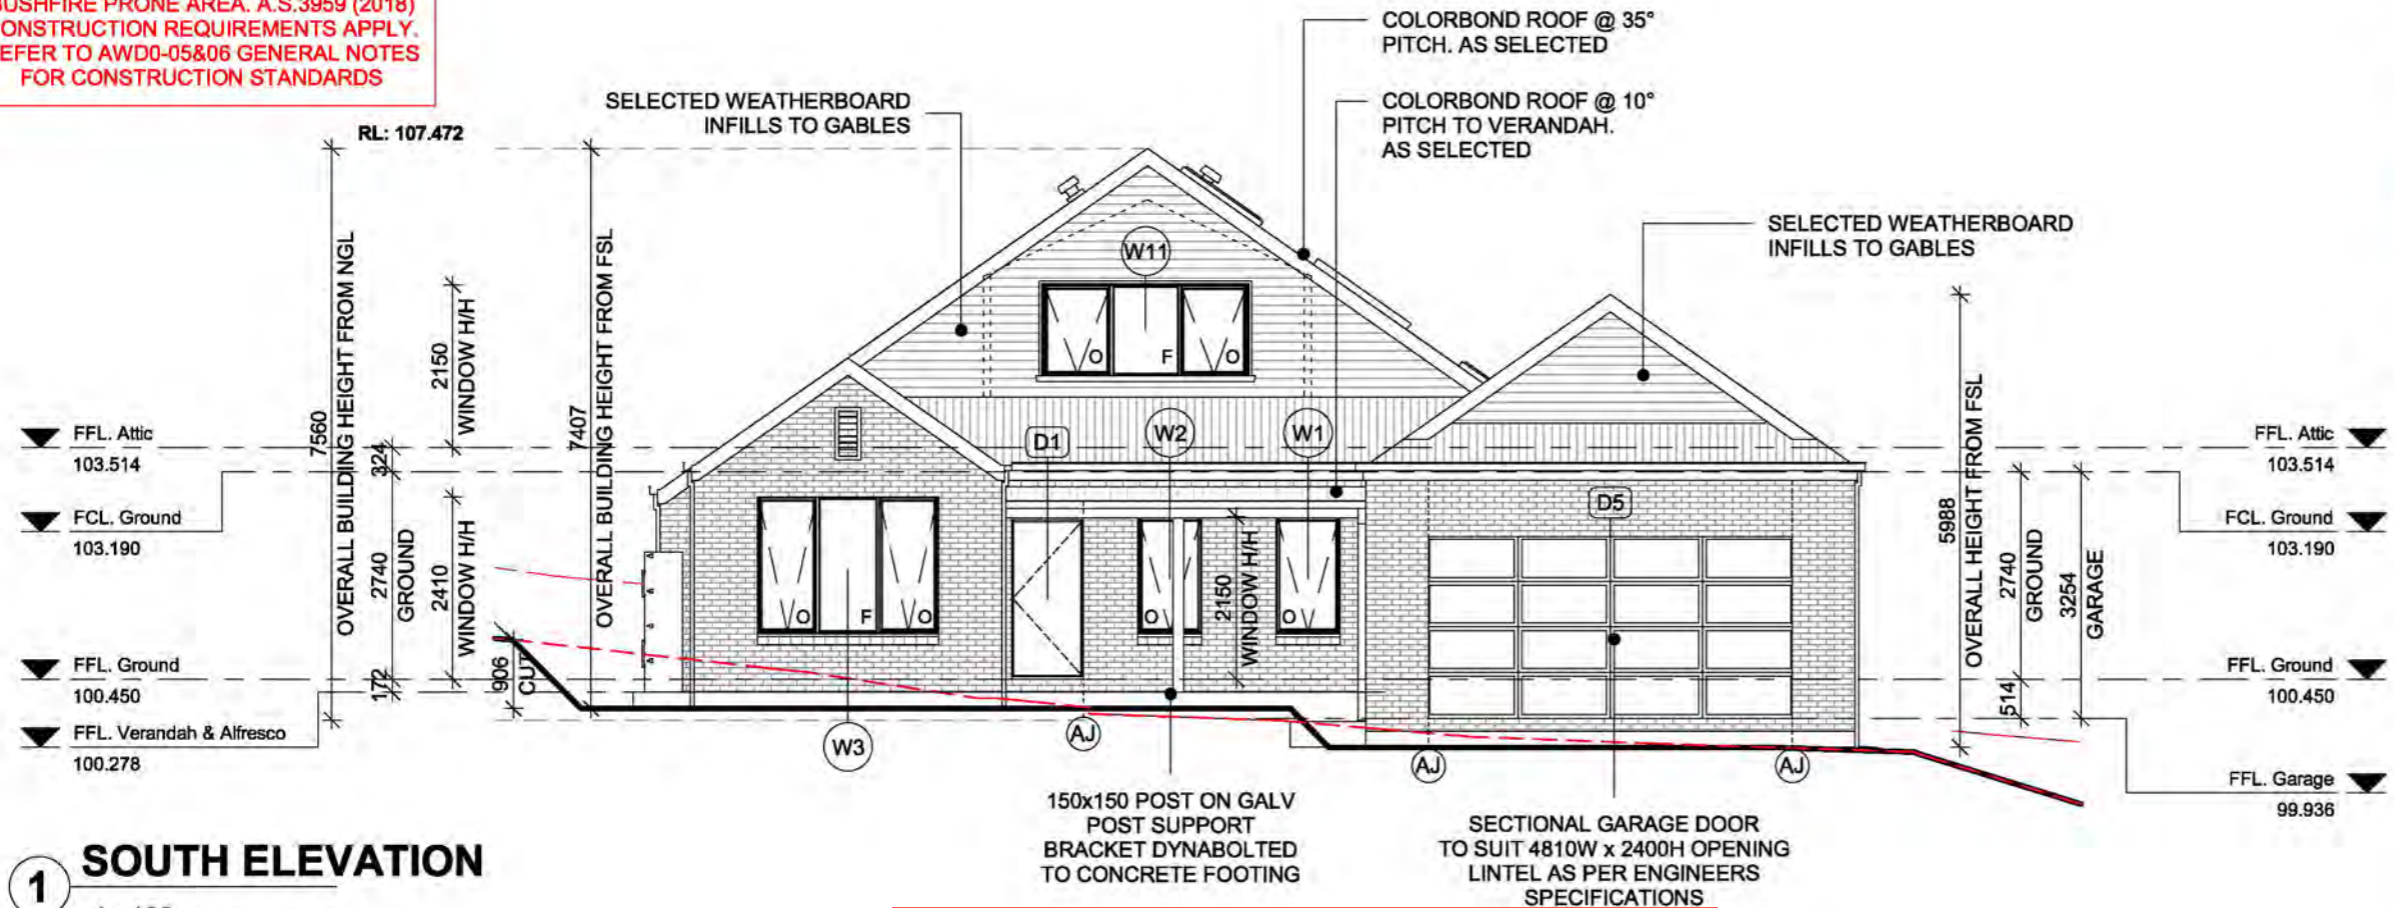 BUSHFIRE PRONE AREA. A.S.3959 (2018)
CONSTRUCTION REQUIREMENTS APPLY.
REFER TO AWD0-05&06 GENERAL NOTES
FOR CONSTRUCTION STANDARDS
COLORBOND ROOF @ 35°
PITCH. AS SELECTED
SELECTED WEATHERBOARD
INFILLS TO GABLES
COLORBOND ROOF @ 10°
PITCH TO VERANDAH.
AS SELECTED
RL: 107.472
SELECTED WEATHERBOARD
INFILLS TO GABLES
W11
7560
OVERALL BUILDING HEIGHT FROM NGL
2150
WINDOW H/H
7407
OVERALL BUILDING HEIGHT FROM FSL
O
F
O
FFL. Attic
103.514
324
D1
W2
W1
FFL. Attic
103.514
FCL. Ground
103.190
2740
GROUND
2410
WINDOW H/H
O
F
O
O
O
2150
WINDOW H/H
D5
5988
OVERALL HEIGHT FROM FSL
2740
GROUND
3254
GARAGE
FCL. Ground
103.190
FFL. Ground
100.450
172
906
CUT
514
FFL. Ground
100.450
FFL. Verandah & Alfresco
100.278
W3
AJ
AJ
AJ
FFL. Garage
99.936
150x150 POST ON GALV
POST SUPPORT
BRACKET DYNABOLTED
TO CONCRETE FOOTING
SECTIONAL GARAGE DOOR
TO SUIT 4810W x 2400H OPENING
LINTEL AS PER ENGINEERS
SPECIFICATIONS
1
SOUTH ELEVATION